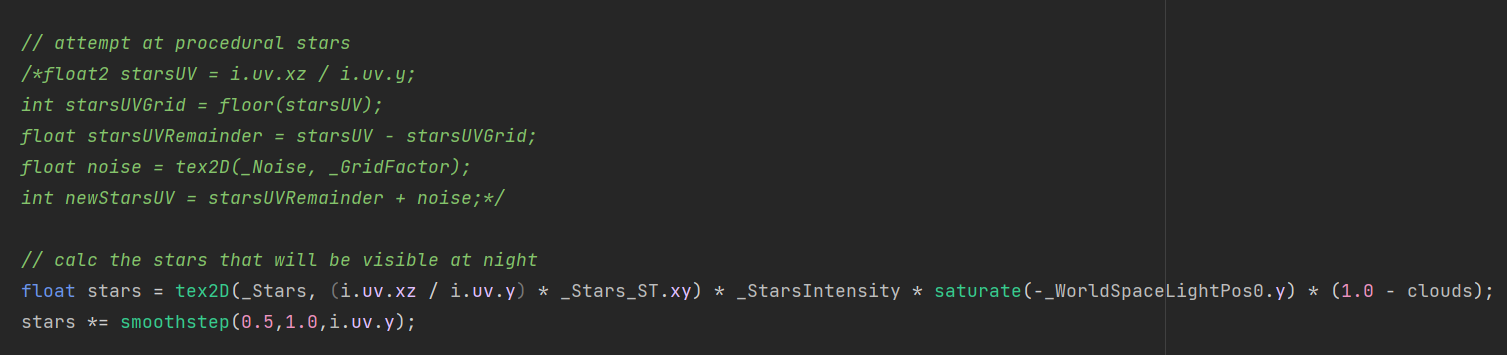 // attempt at procedural stars
/*float2 starsUV = i.uv.xz / i.uv.y;
int starsUVGrid = floor(starsUV);
float starsUVRemainder = starsUV - starsUVGrid;
float noise = tex2D(_Noise, _GridFactor);
int newStarsUV = starsUVRemainder + noise;*/
// calc the stars that will be visible at night
float stars = tex2D(_Stars, (i.uv.xz / i.uv.y) * _Stars_ST.xy) * _StarsIntensity * saturate(-_WorldSpaceLightPos0.y) * (1.0 - clouds);
stars *= smoothstep(0.5,1.0,i.uv.y);